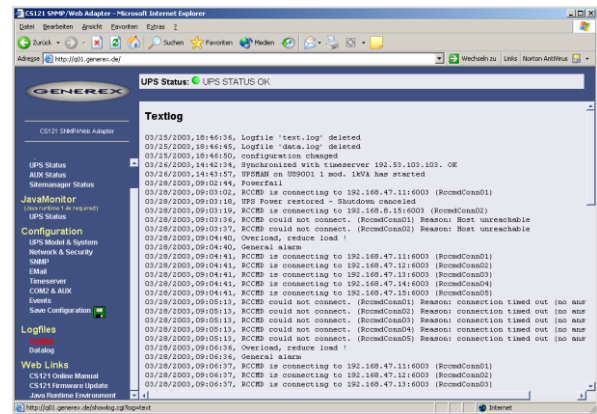 CS121 SNMP/Web Adapter - Microsoft Internet Explorer
Datei Bearbeiten Ansicht Favoriten Extras ?
Zurück Suchen Favoriten Medien
Adresse http://q01.generex.de/ Wechseln zu Links Norton AntiVirus
GENEREX
CS121 SNMP/Web Adapter
UPS Status
AUX Status
Sitemanager Status
JavaMonitor
(Java runtime 1.4x required)
UPS Status
Configuration
UPS Model & System
Network & Security
SNMP
EMail
Timeserver
COM2 & AUX
Events
Save Configuration
Logfiles
Textlog
Datalog
Web Links
CS121 Online Manual
CS121 Firmware Update
Java Runtime Environment
UPS Status: UPS STATUS OK
Textlog
03/25/2003,18:46:36, Logfile 'text.log' deleted
03/25/2003,18:46:45, Logfile 'data.log' deleted
03/25/2003,18:46:50, configuration changed
03/26/2003,14:42:34, Synchronized with timeserver 192.53.103.103. OK
03/26/2003,14:43:57, UPSMAN on US9001 1 mod. 1kVA has started
03/28/2003,09:02:44, Powerfail
03/28/2003,09:03:02, RCCMD is connecting to 192.168.47.11:6003 (RccmdConn01)
03/28/2003,09:03:18, UPS Power restored - Shutdown canceled
03/28/2003,09:03:19, RCCMD is connecting to 192.168.8.15:6003 (RccmdConn02)
03/28/2003,09:03:36, RCCMD could not connect. (RccmdConn01) Reason: Host unreachable
03/28/2003,09:03:37, RCCMD could not connect. (RccmdConn02) Reason: Host unreachable
03/28/2003,09:04:40, Overload, reduce load !
03/28/2003,09:04:40, General alarm
03/28/2003,09:04:41, RCCMD is connecting to 192.168.47.11:6003 (RccmdConn01)
03/28/2003,09:04:41, RCCMD is connecting to 192.168.47.12:6003 (RccmdConn02)
03/28/2003,09:04:41, RCCMD is connecting to 192.168.47.13:6003 (RccmdConn03)
03/28/2003,09:04:41, RCCMD is connecting to 192.168.47.14:6003 (RccmdConn04)
03/28/2003,09:04:41, RCCMD is connecting to 192.168.47.15:6003 (RccmdConn05)
03/28/2003,09:05:13, RCCMD could not connect. (RccmdConn01) Reason: connection timed out (no ans
03/28/2003,09:05:13, RCCMD could not connect. (RccmdConn02) Reason: connection timed out (no ans
03/28/2003,09:05:13, RCCMD could not connect. (RccmdConn03) Reason: connection timed out (no ans
03/28/2003,09:05:13, RCCMD could not connect. (RccmdConn04) Reason: connection timed out (no ans
03/28/2003,09:05:13, RCCMD could not connect. (RccmdConn05) Reason: connection timed out (no ans
03/28/2003,09:06:36, Overload, reduce load !
03/28/2003,09:06:36, General alarm
03/28/2003,09:06:37, RCCMD is connecting to 192.168.47.11:6003 (RccmdConn01)
03/28/2003,09:06:37, RCCMD is connecting to 192.168.47.12:6003 (RccmdConn02)
03/28/2003,09:06:37, RCCMD is connecting to 192.168.47.13:6003 (RccmdConn03)
http://q01.generex.de/showlog.cgi?log=text Internet